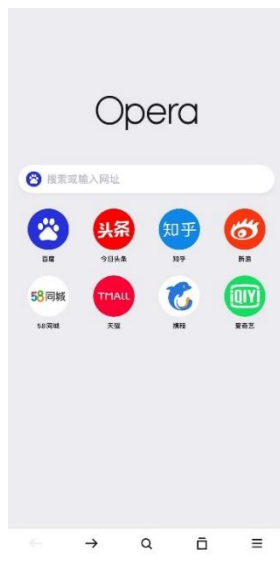 Opera
搜索或输入网址
头条
知乎
58同城
TMALL
iQIYI
百度
今日头条
知乎
新浪
58同城
天猫
携程
爱奇艺